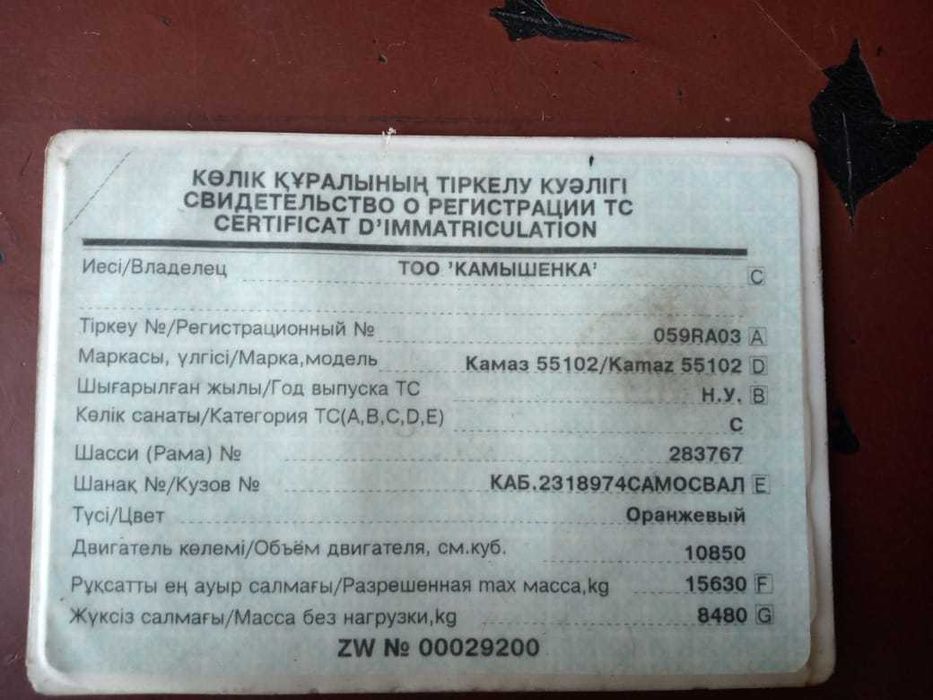 КӨЛІК ҚҰРАЛЫНЫҢ ТІРКЕЛУ КУӘЛІГІ
СВИДЕТЕЛЬСТВО О РЕГИСТРАЦИИ ТС
CERTIFICAT D'IMMATRICULATION
Иесі/Владелец ТОО 'КАМЫШЕНКА' C
Тіркеу №/Регистрационный № 059RA03 A
Маркасы, үлгісі/Марка,модель Камаз 55102/Kamaz 55102 D
Шығарылған жылы/Год выпуска ТС Н.У. B
Көлік санаты/Категория ТС(A,B,C,D,E) C
Шасси (Рама) № 283767
Шанақ №/Кузов № КАБ.2318974САМОСВАЛ E
Түсі/Цвет Оранжевый
Двигатель көлемі/Объём двигателя, см.куб. 10850
Рұқсатты ең ауыр салмағы/Разрешенная max масса,kg 15630 F
Жүксіз салмағы/Масса без нагрузки,kg 8480 G
ZW № 00029200